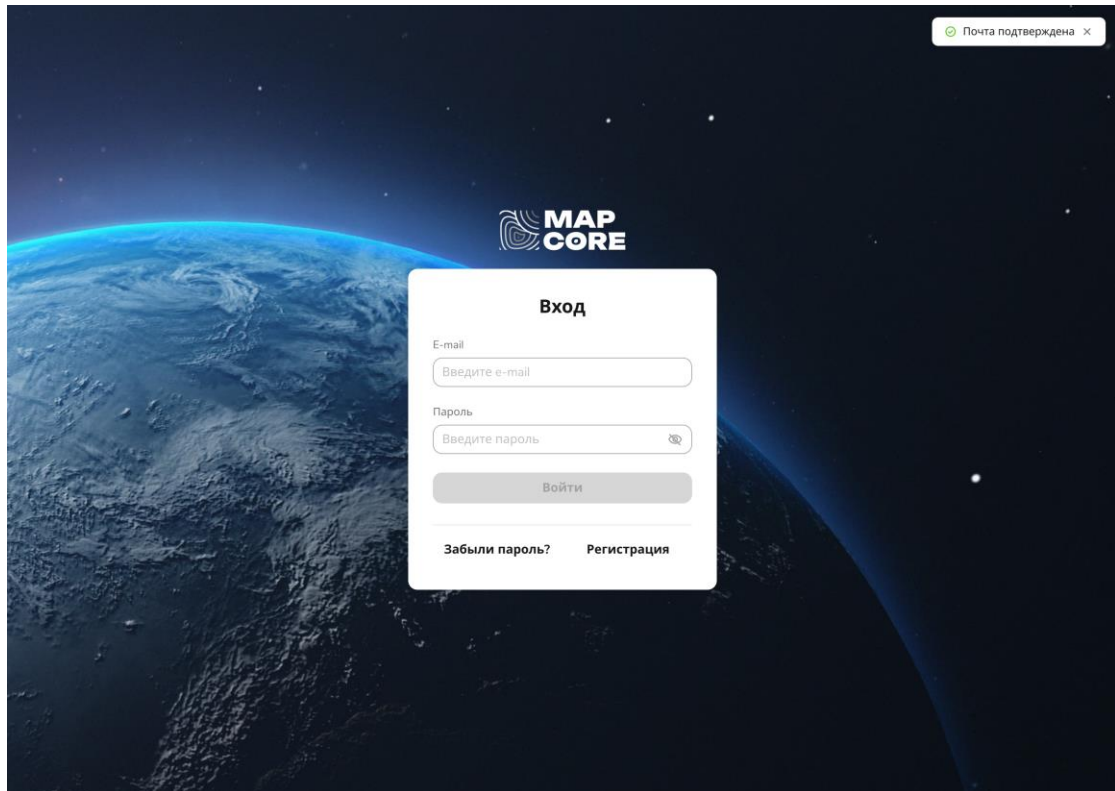 Почта подтверждена
MAP
CORE
Вход
E-mail
Введите e-mail
Пароль
Введите пароль
Войти
Забыли пароль? Регистрация